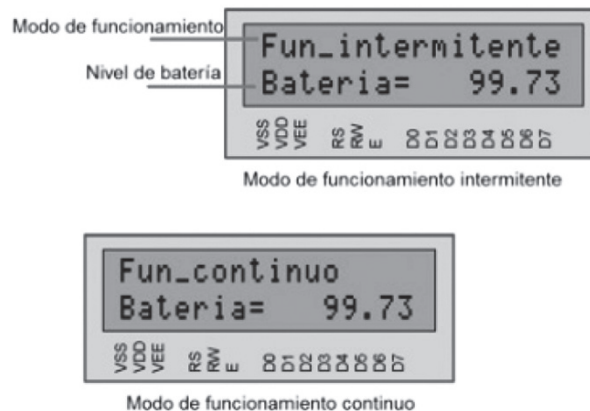 Modo de funcionamiento
Fun_intermitente
Nivel de batería
Bateria= 99.73
VSS VDD VEE RS RW E D0 D1 D2 D3 D4 D5 D6 D7
Modo de funcionamiento intermitente
Fun_continuo
Bateria= 99.73
VSS VDD VEE RS RW E D0 D1 D2 D3 D4 D5 D6 D7
Modo de funcionamiento continuo